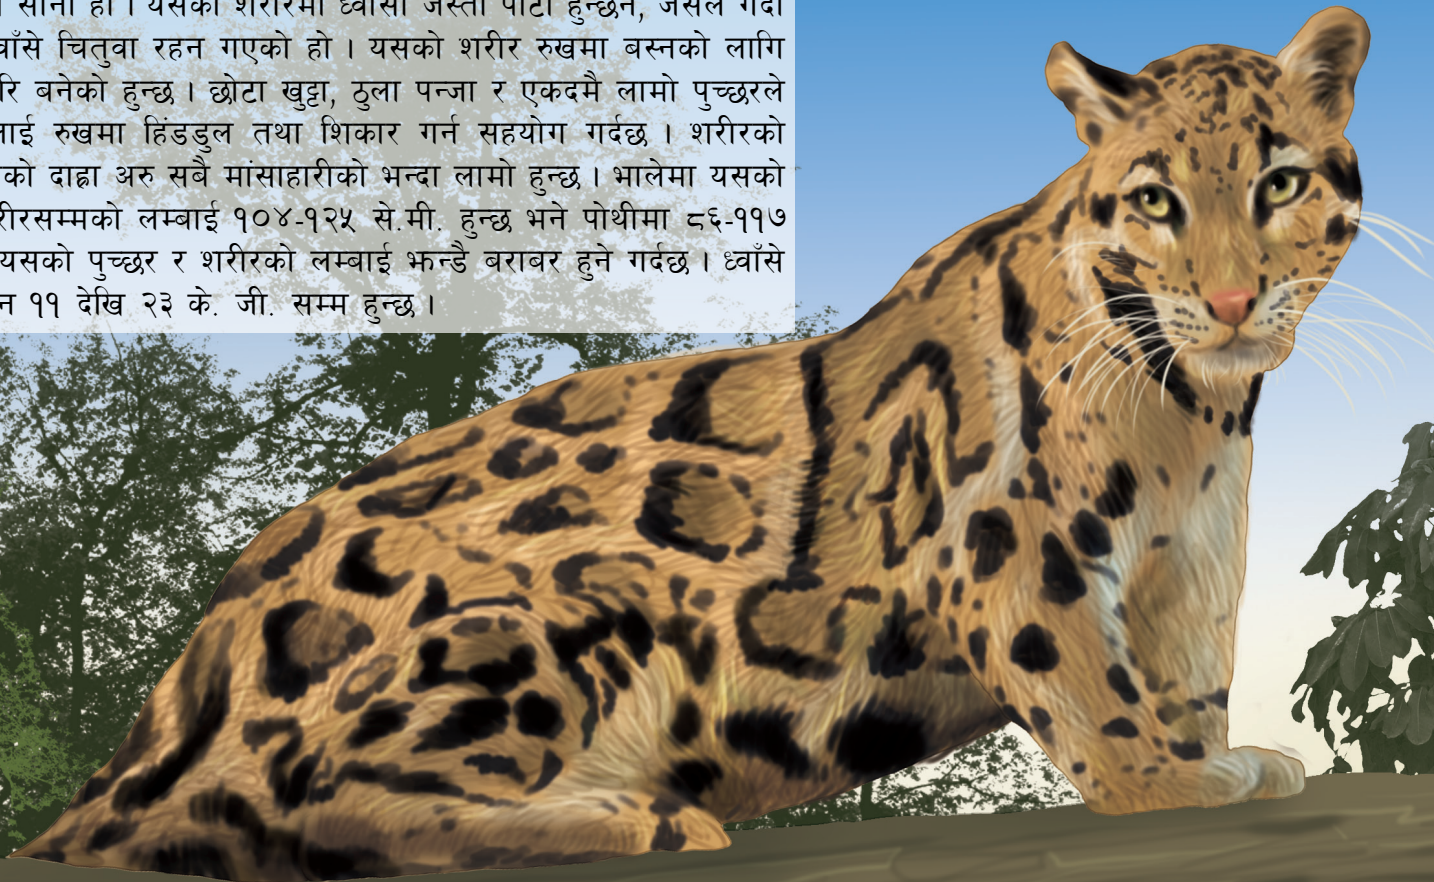 सानो हो । यसको शरीरमा ध्वाँसो जस्तो पाटा हुन्छन्, जसले गर्दा
चितुवा रहन गएको हो । यसको शरीर रुखमा बस्नको लागि
बनेको हुन्छ । छोटा खुट्टा, ठुला पन्जा र एकदमै लामो पुच्छरले
रुखमा हिंडडुल तथा शिकार गर्न सहयोग गर्दछ । शरीरको
दाह्रा अरु सबै मांसाहारीको भन्दा लामो हुन्छ । भालेमा यसको
लम्बाई १०४-१२५ से.मी. हुन्छ भने पोथीमा ८६-११७
यसको पुच्छर र शरीरको लम्बाई झन्डै बराबर हुने गर्दछ । ध्वाँसे
११ देखि २३ के. जी. सम्म हुन्छ ।